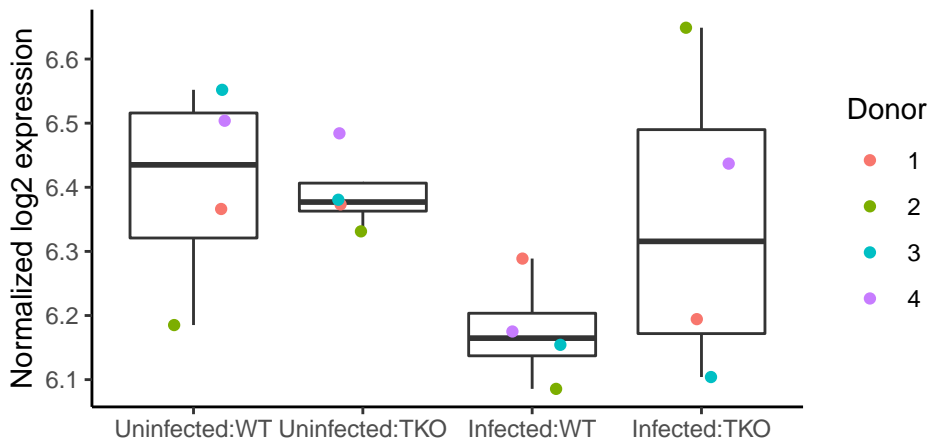 Normalized log2 expression
6.6
6.5
6.4
6.3
6.2
6.1
Uninfected:WT
Uninfected:TKO
Infected:WT
Infected:TKO
Donor
1
2
3
4